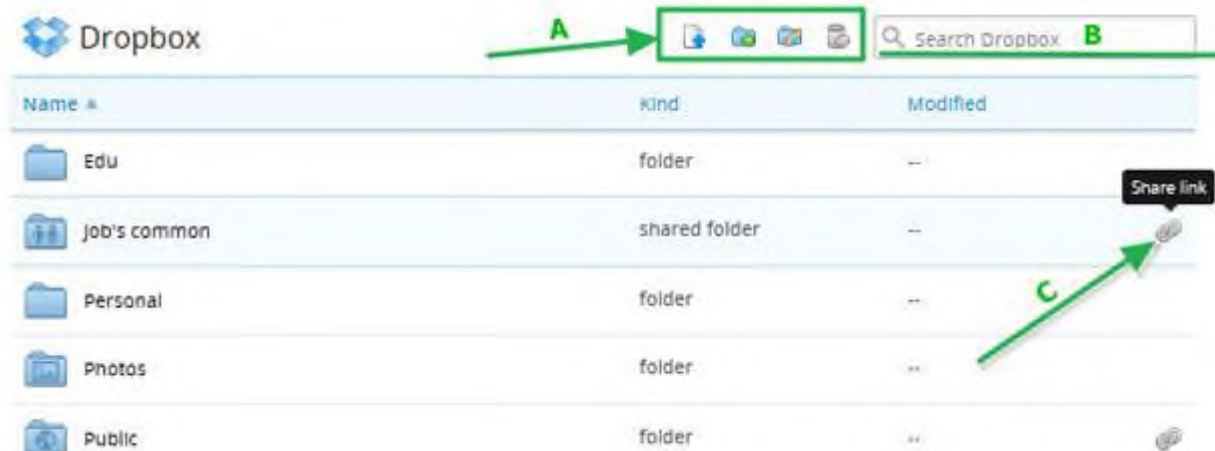 Dropbox
A
Search Dropbox B
Name Kind Modified
Edu folder --
Share link
Job's common shared folder --
C
Personal folder --
Photos folder --
Public folder --